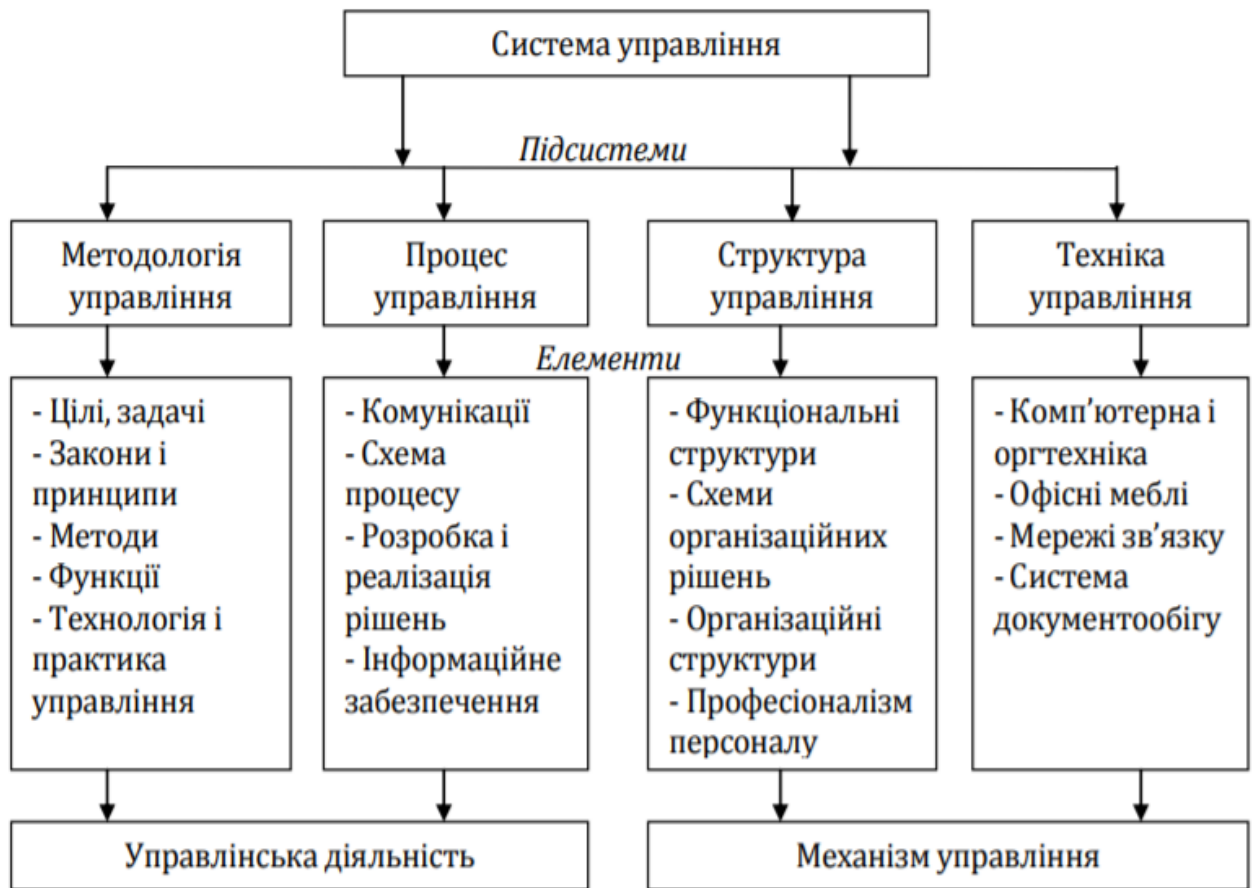 Система управління
Підсистеми
Методологія
управління
Процес
управління
Структура
управління
Техніка
управління
Елементи
- Цілі, задачі
- Закони і
принципи
- Методи
- Функції
- Технологія і
практика
управління
- Комунікації
- Схема
процесу
- Розробка і
реалізація
рішень
- Інформаційне
забезпечення
- Функціональні
структури
- Схеми
організаційних
рішень
- Організаційні
структури
- Професіоналізм
персоналу
- Комп’ютерна і
оргтехніка
- Офісні меблі
- Мережі зв’язку
- Система
документообігу
Управлінська діяльність
Механізм управління